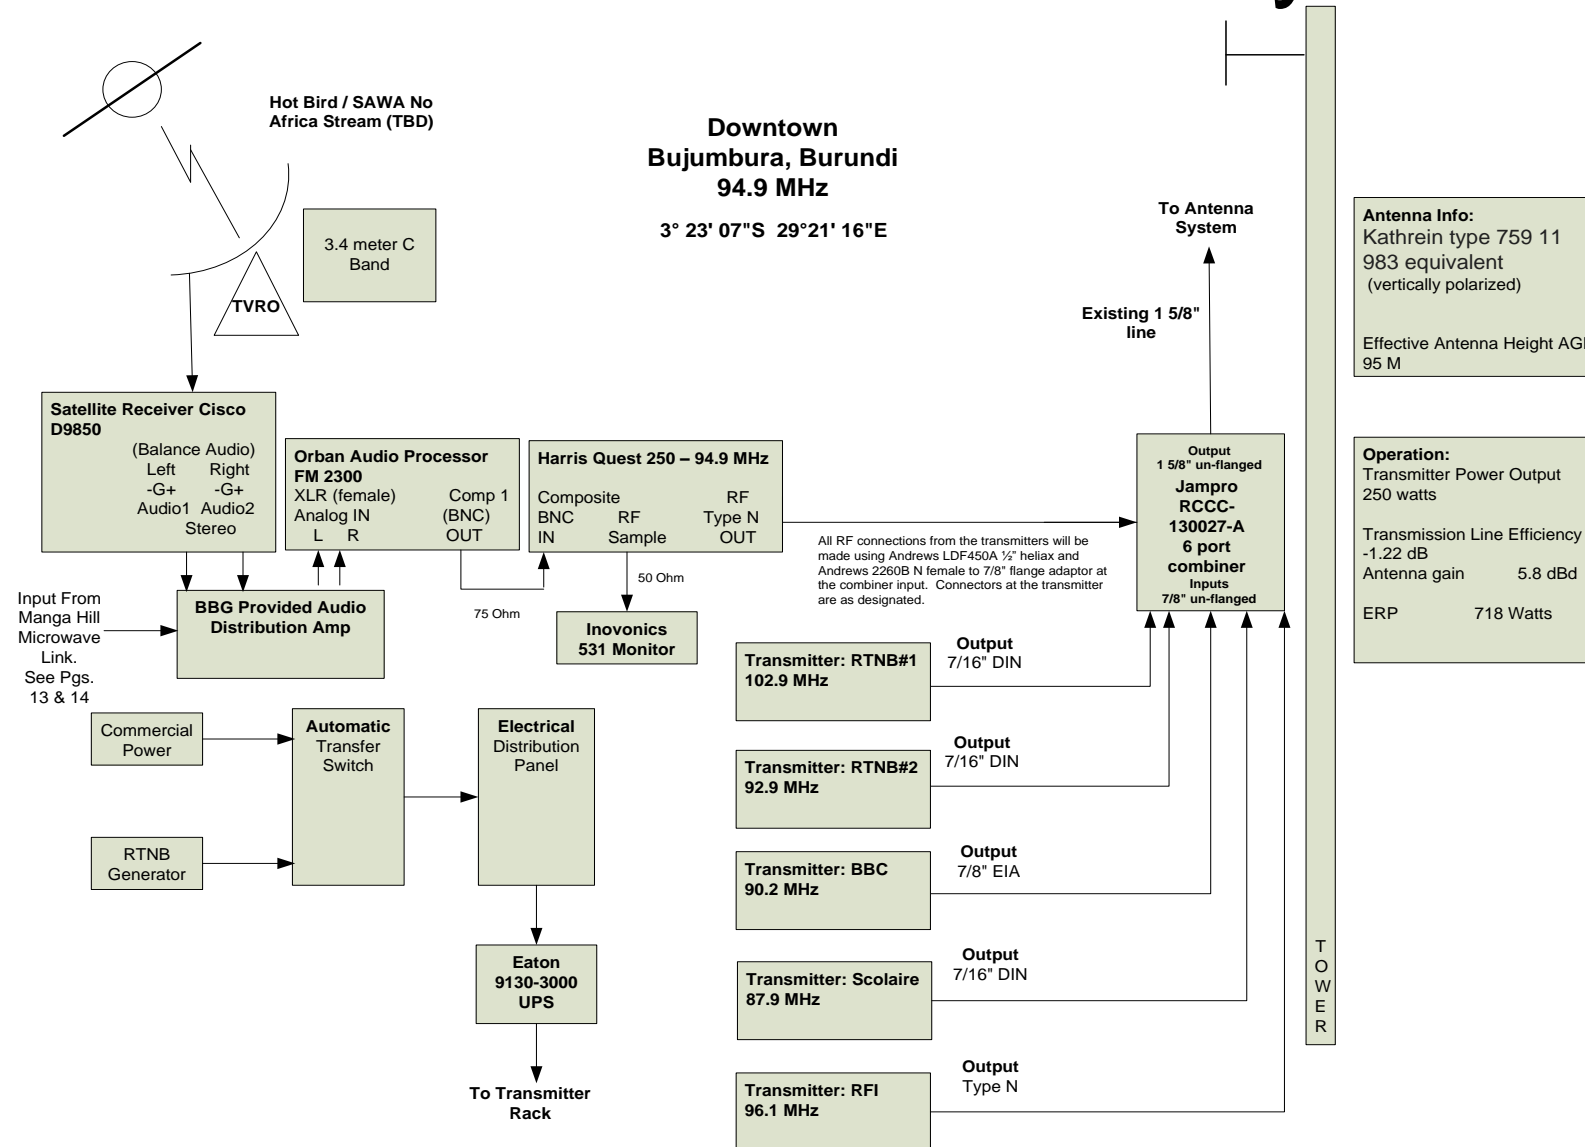 Hot Bird / SAWA No
Africa Stream (TBD)
Downtown
Bujumbura, Burundi
94.9 MHz
3° 23' 07"S 29°21' 16"E
3.4 meter C
Band
TVRO
To Antenna
System
Existing 1 5/8"
line
Antenna Info:
Kathrein type 759 11
983 equivalent
(vertically polarized)
Effective Antenna Height AGL
95 M
Satellite Receiver Cisco
D9850
(Balance Audio)
Left Right
-G+ -G+
Audio1 Audio2
Stereo
Orban Audio Processor
FM 2300
XLR (female) Comp 1
Analog IN (BNC)
L R OUT
Harris Quest 250 – 94.9 MHz
Composite RF
BNC RF Type N
IN Sample OUT
All RF connections from the transmitters will be
made using Andrews LDF450A ½" heliax and
Andrews 2260B N female to 7/8" flange adaptor at
the combiner input. Connectors at the transmitter
are as designated.
Output
1 5/8" un-flanged
Jampro
RCCC-
130027-A
6 port
combiner
Inputs
7/8" un-flanged
Operation:
Transmitter Power Output
250 watts
Transmission Line Efficiency
-1.22 dB
Antenna gain 5.8 dBd
ERP 718 Watts
Input From
Manga Hill
Microwave
Link.
See Pgs.
13 & 14
BBG Provided Audio
Distribution Amp
75 Ohm
50 Ohm
Inovonics
531 Monitor
Transmitter: RTNB#1
102.9 MHz
Output
7/16" DIN
Transmitter: RTNB#2
92.9 MHz
Output
7/16" DIN
Transmitter: BBC
90.2 MHz
Output
7/8" EIA
Transmitter: Scolaire
87.9 MHz
Output
7/16" DIN
Transmitter: RFI
96.1 MHz
Output
Type N
Commercial
Power
RTNB
Generator
Automatic
Transfer
Switch
Electrical
Distribution
Panel
Eaton
9130-3000
UPS
To Transmitter
Rack
T
O
W
E
R